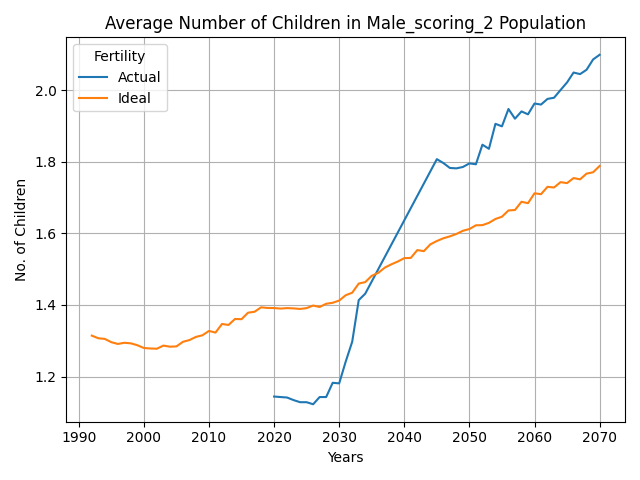 Average Number of Children in Male_scoring_2 Population
Fertility
Actual
Ideal
No. of Children
2.0
1.8
1.6
1.4
1.2
1990 2000 2010 2020 2030 2040 2050 2060 2070
Years